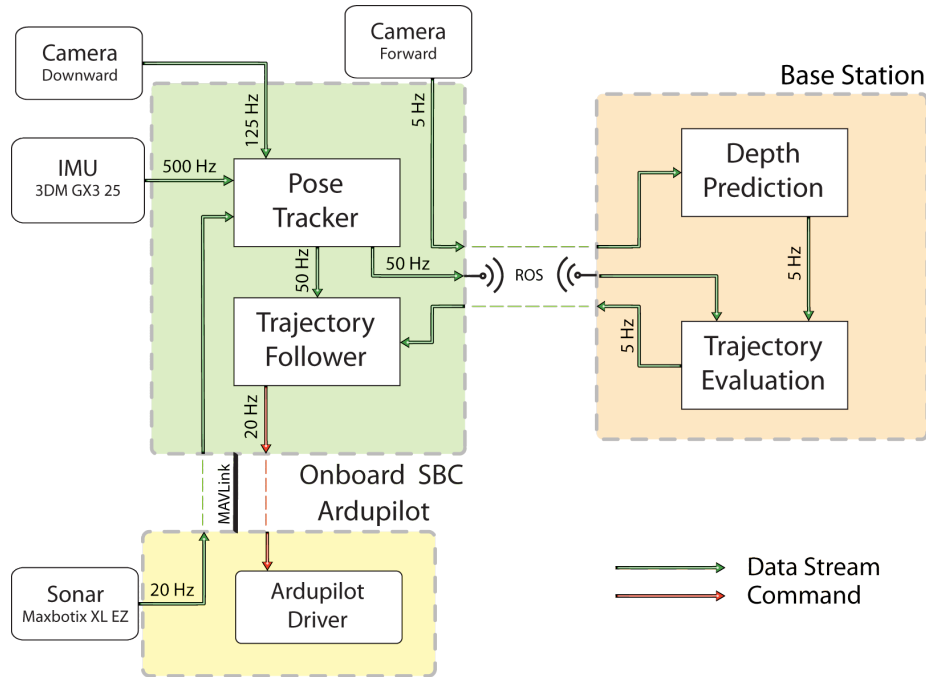 Camera
Downward
Camera
Forward
Base Station
125 Hz
5 Hz
IMU
3DM GX3 25
500 Hz
Pose
Tracker
Depth
Prediction
50 Hz
50 Hz
ROS
5 Hz
Trajectory
Follower
5 Hz
Trajectory
Evaluation
20 Hz
Onboard SBC
MAVLink
Ardupilot
Sonar
Maxbotix XL EZ
20 Hz
Ardupilot
Driver
Data Stream
Command